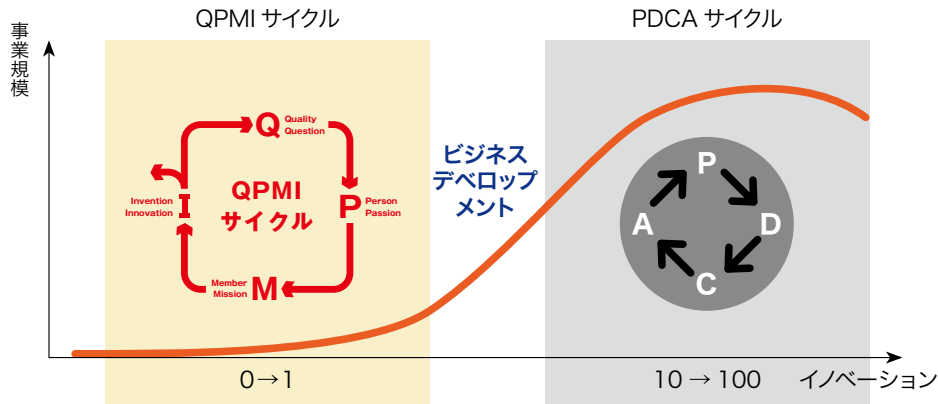 QPMI サイクル
PDCA サイクル
事業規模
Q Quality
Question
P Person
Passion
M Member
Mission
I Invention
Innovation
QPMI
サイクル
ビジネス
デベロップ
メント
P
D
C
A
0→1
10 → 100
イノベーション